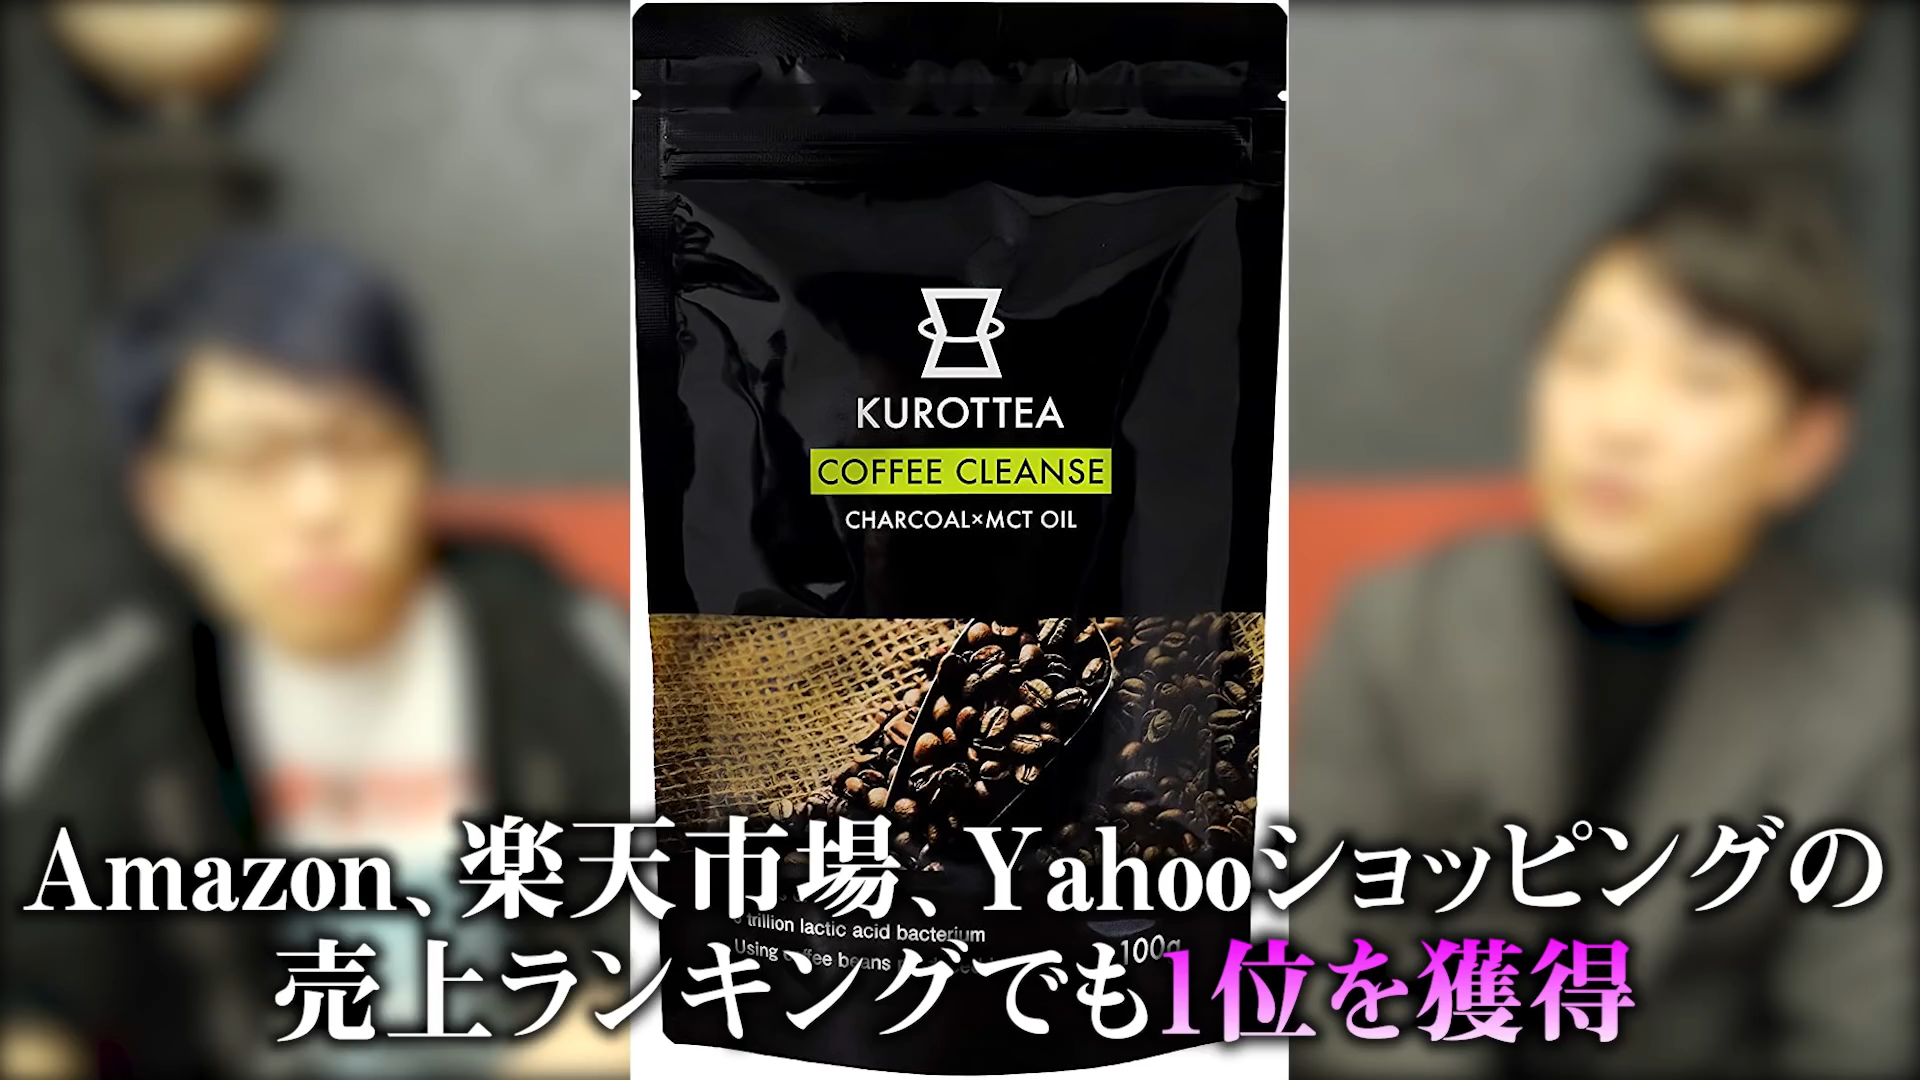 KUROTTEA
COFFEE CLEANSE
CHARCOAL×MCT OIL
Amazon、楽天市場、Yahooショッピングの
trillion lactic acid bacterium
Using coffee beans
100g
売上ランキングでも1位を獲得